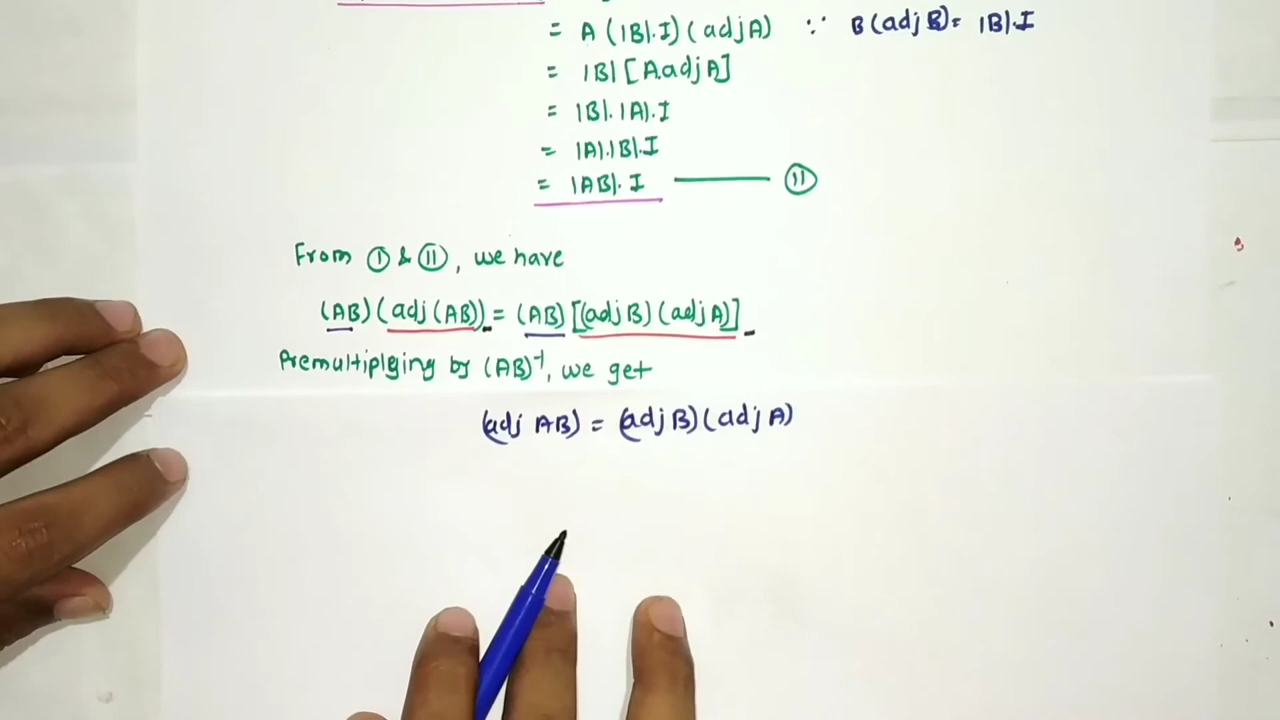 = A (|B|.I) (adj A) ∵ B (adj B) = |B|.I
= |B| [A.adj A]
= |B|. |A|. I
= |A|.|B|.I
= |AB|. I ——— II
From I & II, we have
(AB) (adj (AB)) = (AB) [(adj B) (adj A)]
Premultiplying by (AB)⁻¹, we get
(adj AB) = (adj B) (adj A)